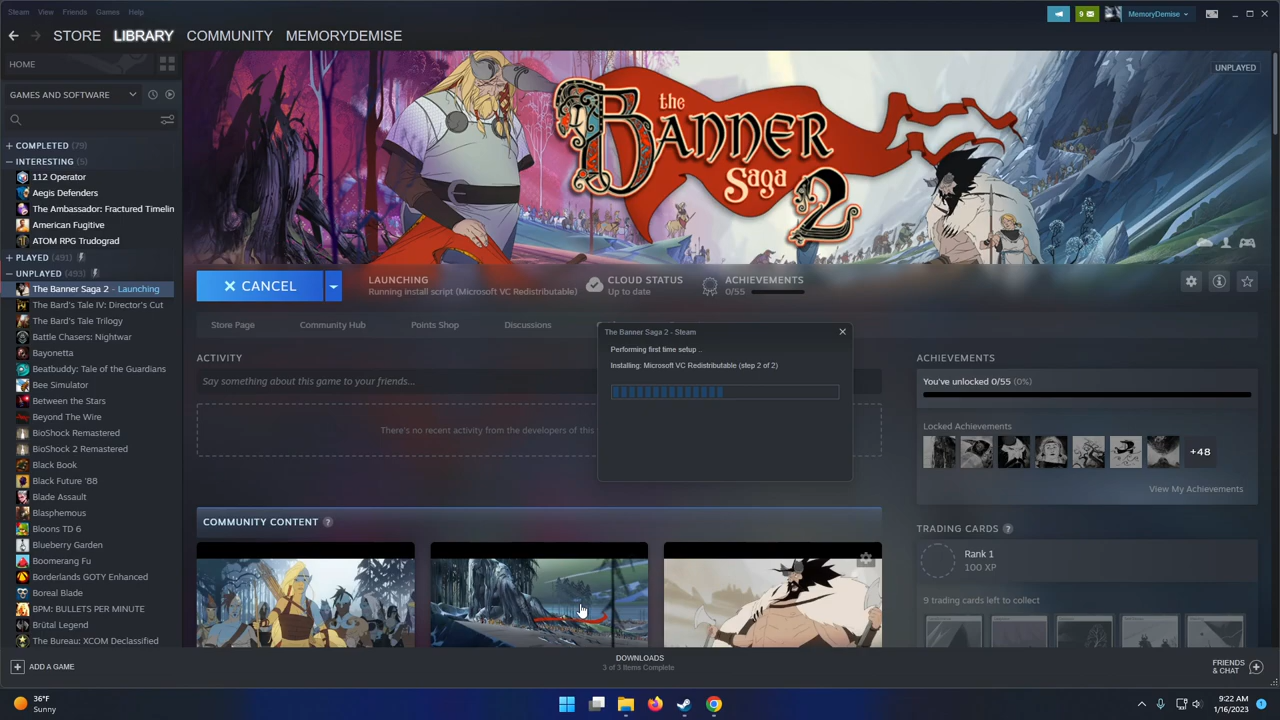 Steam View Friends Games Help
9
MemoryDemise
STORE LIBRARY COMMUNITY MEMORYDEMISE
HOME
GAMES AND SOFTWARE
+ COMPLETED (79)
— INTERESTING (5)
112 Operator
Aegis Defenders
The Ambassador: Fractured Timelin
American Fugitive
ATOM RPG Trudograd
+ PLAYED (491)
— UNPLAYED (493)
The Banner Saga 2 - Launching
The Bard's Tale IV: Director's Cut
The Bard's Tale Trilogy
Battle Chasers: Nightwar
Bayonetta
Beatbuddy: Tale of the Guardians
Bee Simulator
Between the Stars
Beyond The Wire
BioShock Remastered
BioShock 2 Remastered
Black Book
Black Future '88
Blade Assault
Blasphemous
Bloons TD 6
Blueberry Garden
Boomerang Fu
Borderlands GOTY Enhanced
Boreal Blade
BPM: BULLETS PER MINUTE
Brütal Legend
The Bureau: XCOM Declassified
ADD A GAME
UNPLAYED
the
BANNER
Saga
2
CANCEL
LAUNCHING
Running install script (Microsoft VC Redistributable)
CLOUD STATUS
Up to date
ACHIEVEMENTS
0/55
Store Page Community Hub Points Shop Discussions
The Banner Saga 2 - Steam
Performing first time setup ..
Installing: Microsoft VC Redistributable (step 2 of 2)
ACTIVITY
Say something about this game to your friends...
There's no recent activity from the developers of this
COMMUNITY CONTENT ?
ACHIEVEMENTS
You've unlocked 0/55 (0%)
Locked Achievements
+48
View My Achievements
TRADING CARDS ?
Rank 1
100 XP
9 trading cards left to collect
DOWNLOADS
3 of 3 Items Complete
FRIENDS
& CHAT
36°F
Sunny
9:22 AM
1/16/2023
1